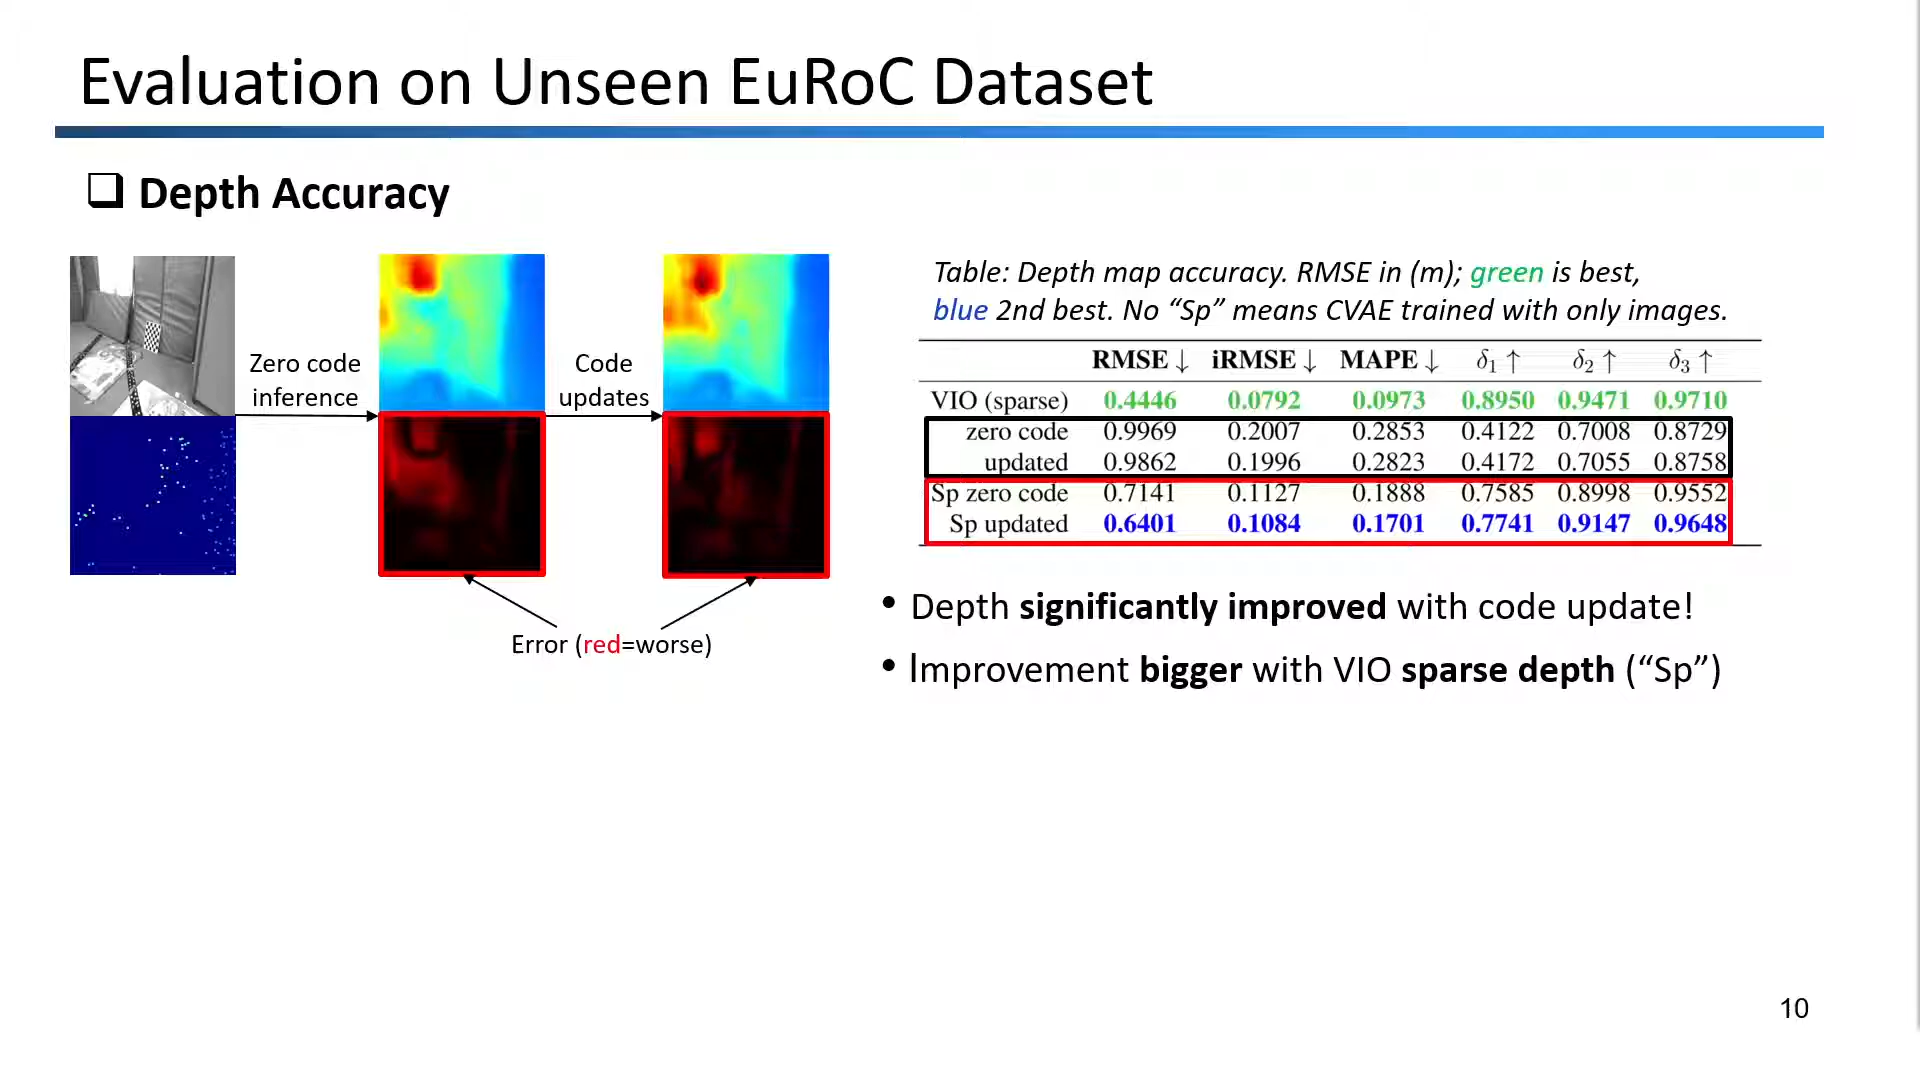 Evaluation on Unseen EuRoC Dataset
❑ Depth Accuracy
Zero code
inference
Code
updates
Error (red=worse)
Table: Depth map accuracy. RMSE in (m); green is best,
blue 2nd best. No “Sp” means CVAE trained with only images.
RMSE ↓ iRMSE ↓ MAPE ↓ δ1 ↑ δ2 ↑ δ3 ↑
VIO (sparse) 0.4446 0.0792 0.0973 0.8950 0.9471 0.9710
zero code 0.9969 0.2007 0.2853 0.4122 0.7008 0.8729
updated 0.9862 0.1996 0.2823 0.4172 0.7055 0.8758
Sp zero code 0.7141 0.1127 0.1888 0.7585 0.8998 0.9552
Sp updated 0.6401 0.1084 0.1701 0.7741 0.9147 0.9648
• Depth significantly improved with code update!
• Improvement bigger with VIO sparse depth (“Sp”)
10